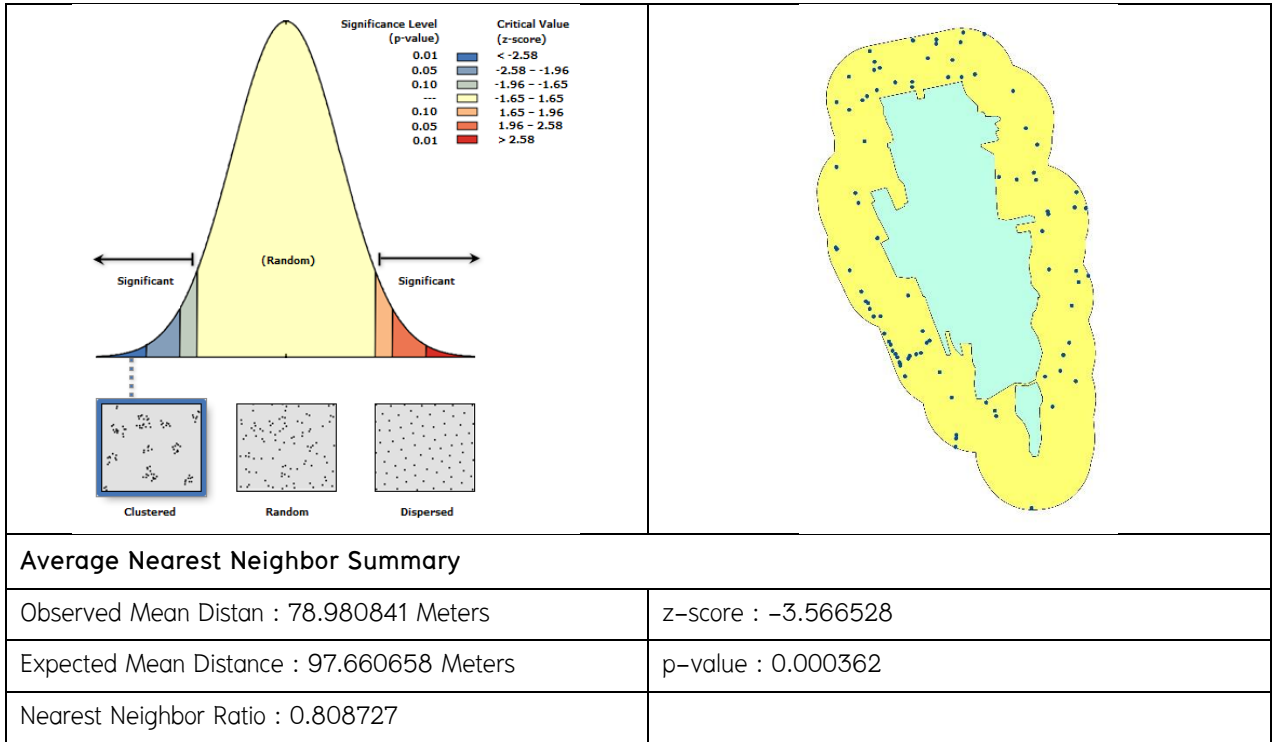 Significance Level Critical Value
(p-value) (z-score)
0.01 < -2.58
0.05 -2.58 - -1.96
0.10 -1.96 - -1.65
--- -1.65 - 1.65
0.10 1.65 - 1.96
0.05 1.96 - 2.58
0.01 > 2.58
(Random)
Significant Significant
Clustered Random Dispersed
Average Nearest Neighbor Summary
Observed Mean Distan : 78.980841 Meters z-score : -3.566528
Expected Mean Distance : 97.660658 Meters p-value : 0.000362
Nearest Neighbor Ratio : 0.808727